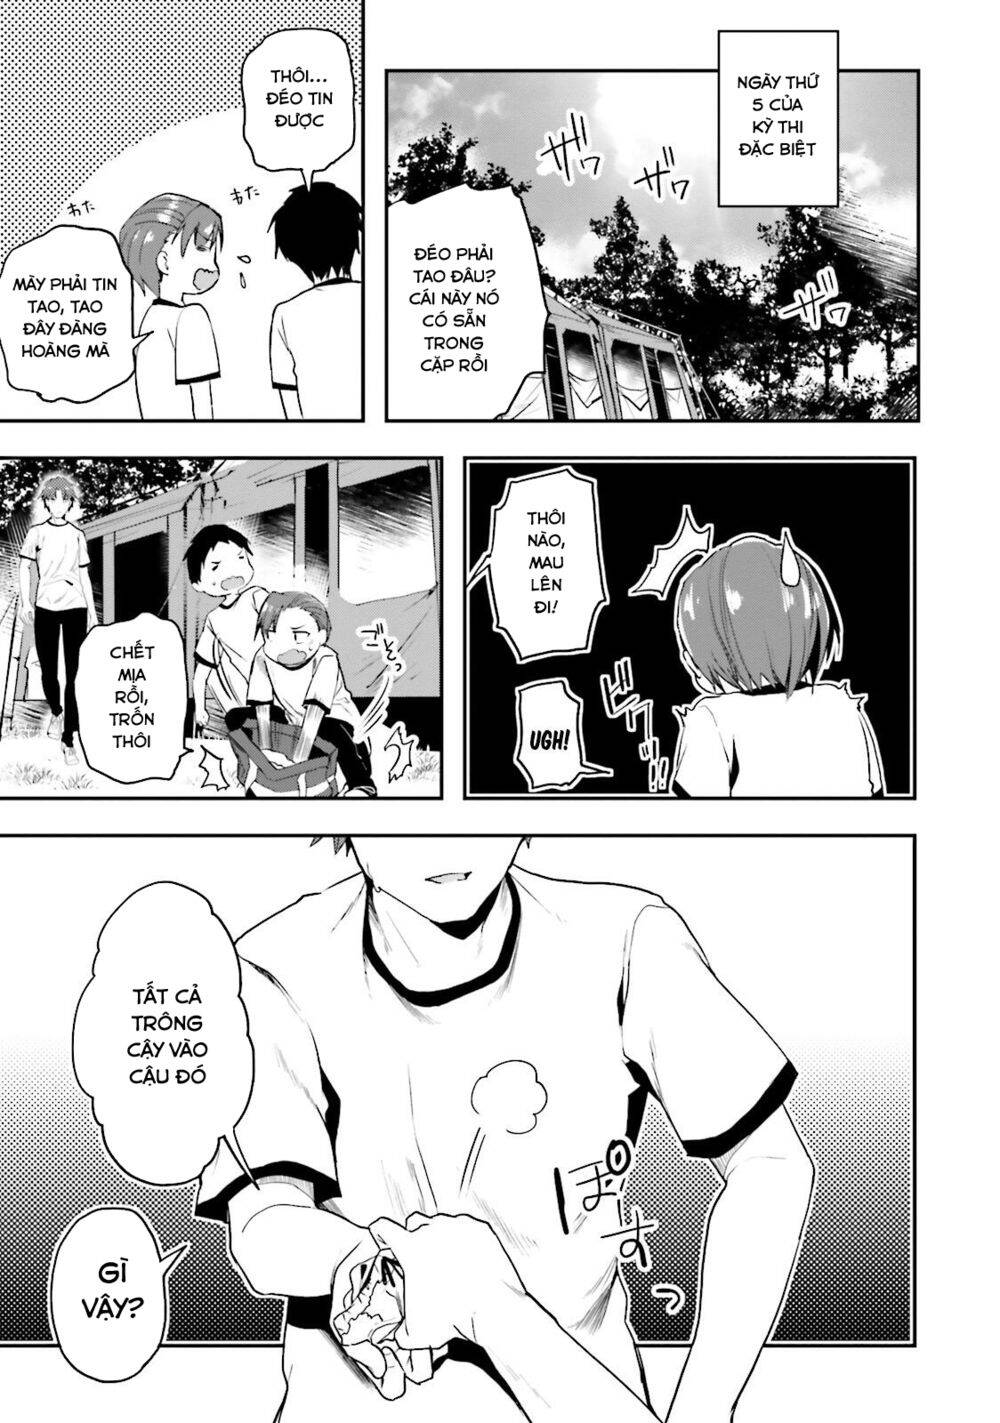 NGÀY THỨ
5 CỦA
KỲ THI
ĐẶC BIỆT
ザワ
ザワ
ザワ
ĐÉO PHẢI
TAO ĐÂU?
CÁI NÀY NÓ
CÓ SẴN
TRONG
CẶP RỒI
THÔI...
ĐÉO TIN
ĐƯỢC
わた
わた
MÀY PHẢI TIN
TAO, TAO
ĐÂY ĐÀNG
HOÀNG MÀ
THÔI
NÀO,
MAU
LÊN
ĐI!
UGH!
CHẾT
MỊA
RỒI,
TRỐN
THÔI
TẤT CẢ
TRÔNG
CẬY VÀO
CẬU ĐÓ
ぽすっ
GÌ
VẬY?